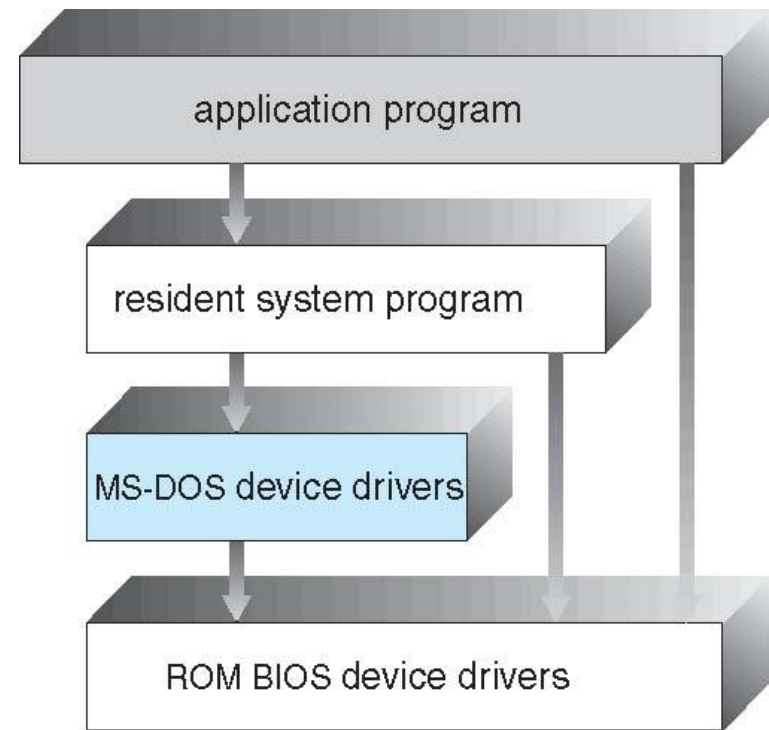 application program
resident system program
MS-DOS device drivers
ROM BIOS device drivers